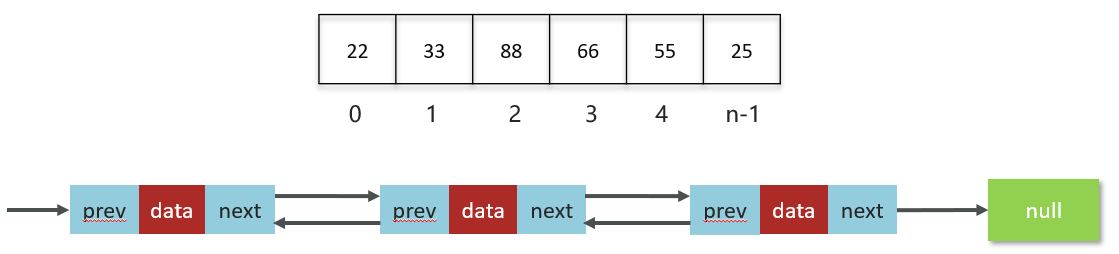 22 33 88 66 55 25
0 1 2 3 4 n-1
prev data next prev data next prev data next null